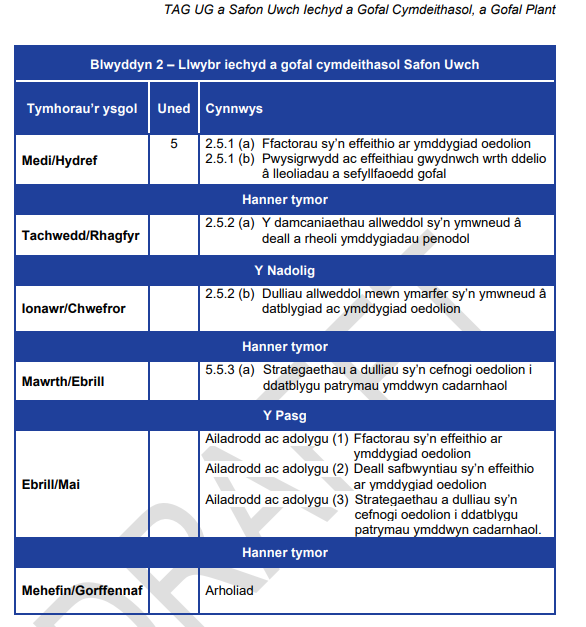 TAG UG a Safon Uwch Iechyd a Gofal Cymdeithasol, a Gofal Plant
Blwyddyn 2 – Llwybr iechyd a gofal cymdeithasol Safon Uwch
Tymhorau'r ysgol Uned Cynnwys
Medi/Hydref 5 2.5.1 (a) Ffactorau sy'n effeithio ar ymddygiad oedolion
2.5.1 (b) Pwysigrwydd ac effeithiau gwydnwch wrth ddelio
â lleoliadau a sefyllfaoedd gofal
Hanner tymor
Tachwedd/Rhagfyr 2.5.2 (a) Y damcaniaethau allweddol sy'n ymwneud â
deall a rheoli ymddygiadau penodol
Y Nadolig
Ionawr/Chwefror 2.5.2 (b) Dulliau allweddol mewn ymarfer sy'n ymwneud â
datblygiad ac ymddygiad oedolion
Hanner tymor
Mawrth/Ebrill 5.5.3 (a) Strategaethau a dulliau sy'n cefnogi oedolion i
ddatblygu patrymau ymddwyn cadarnhaol
Y Pasg
Ebrill/Mai Ailadrodd ac adolygu (1) Ffactorau sy'n effeithio ar
ymddygiad oedolion
Ailadrodd ac adolygu (2) Deall safbwyntiau sy'n effeithio
ar ymddygiad oedolion
Ailadrodd ac adolygu (3) Strategaethau a dulliau sy'n
cefnogi oedolion i ddatblygu
patrymau ymddwyn cadarnhaol.
Hanner tymor
Mehefin/Gorffennaf Arholiad
DRAFT